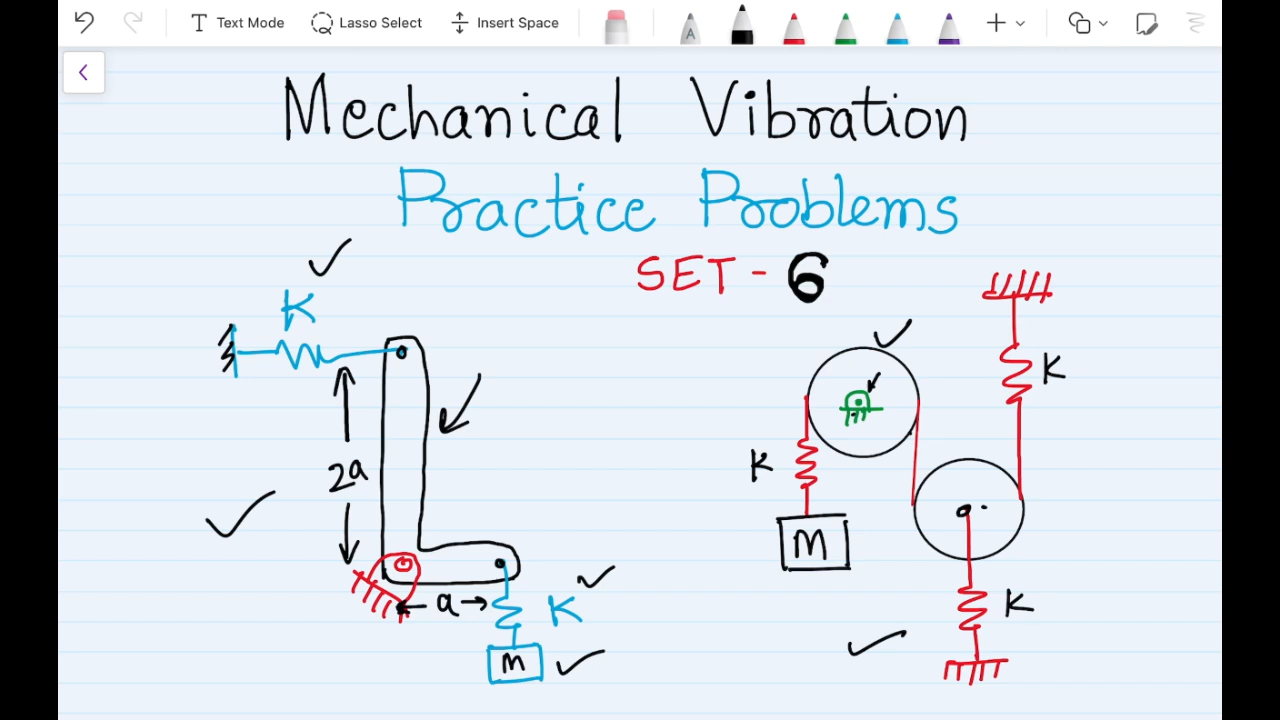 Text Mode Lasso Select Insert Space
A
Mechanical Vibration
Practice Problems
SET - 6
K
K
K
2a
M
a
K
K
m